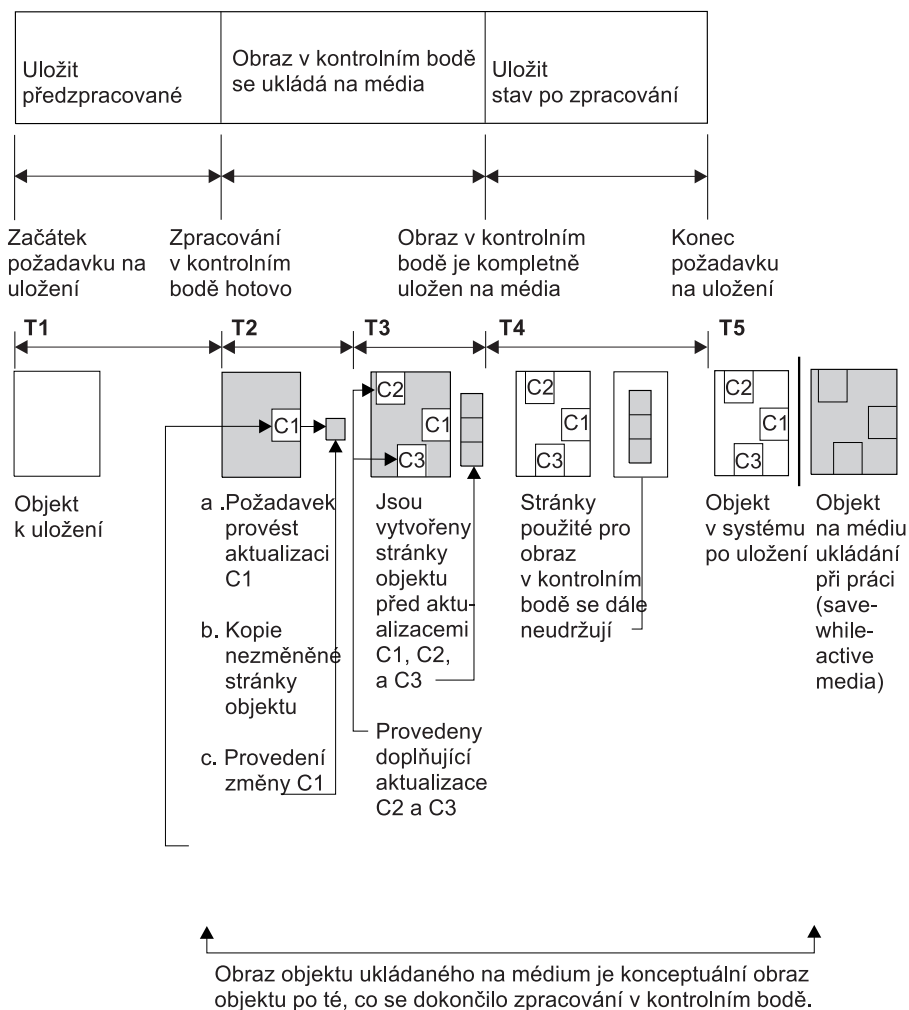 Uložit
předzpracované
Obraz v kontrolním bodě
se ukládá na média
Uložit
stav po zpracování
Začátek
požadavku na
uložení
Zpracování
v kontrolním
bodě hotovo
Obraz v kontrolním
bodě je kompletně
uložen na média
Konec
požadavku
na uložení
T1
T2
T3
T4
T5
C1
C2
C1
C3
C2
C1
C3
C2
C1
C3
Objekt
k uložení
a .Požadavek
provést
aktualizaci
C1
b. Kopie
nezměněné
stránky
objektu
c. Provedení
změny C1
Jsou
vytvořeny
stránky
objektu
před aktu-
alizacemi
C1, C2,
a C3
Provedeny
doplňující
aktualizace
C2 a C3
Stránky
použité pro
obraz
v kontrolním
bodě se dále
neudržují
Objekt
v systému
po uložení
Objekt
na médiu
ukládání
při práci
(save-
while-
active
media)
Obraz objektu ukládaného na médium je konceptuální obraz
objektu po té, co se dokončilo zpracování v kontrolním bodě.